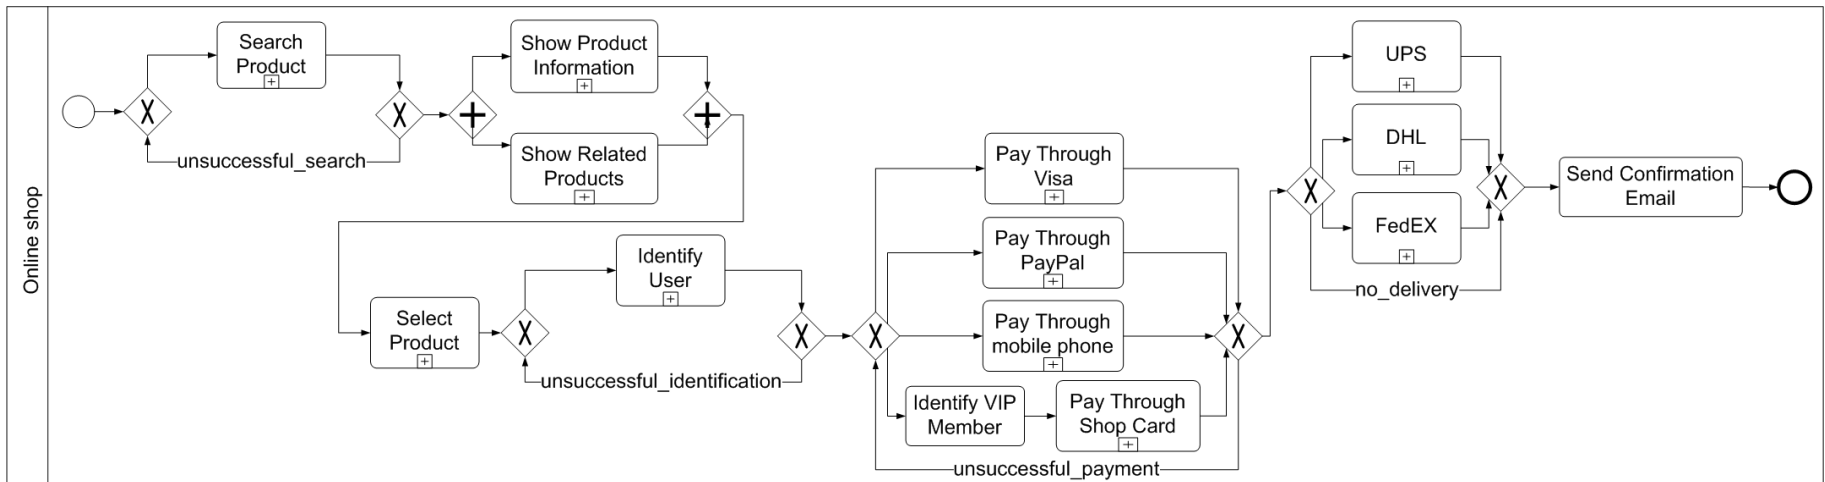 Online shop
Search
Product
unsuccessful_search
Show Product
Information
Show Related
Products
Select
Product
Identify
User
unsuccessful_identification
Pay Through
Visa
Pay Through
PayPal
Pay Through
mobile phone
Identify VIP
Member
Pay Through
Shop Card
unsuccessful_payment
UPS
DHL
FedEX
no_delivery
Send Confirmation
Email